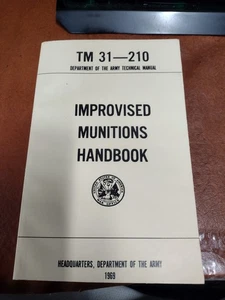 TM 31—210
DEPARTMENT OF THE ARMY TECHNICAL MANUAL
IMPROVISED
MUNITIONS
HANDBOOK
HEADQUARTERS, DEPARTMENT OF THE ARMY
1969